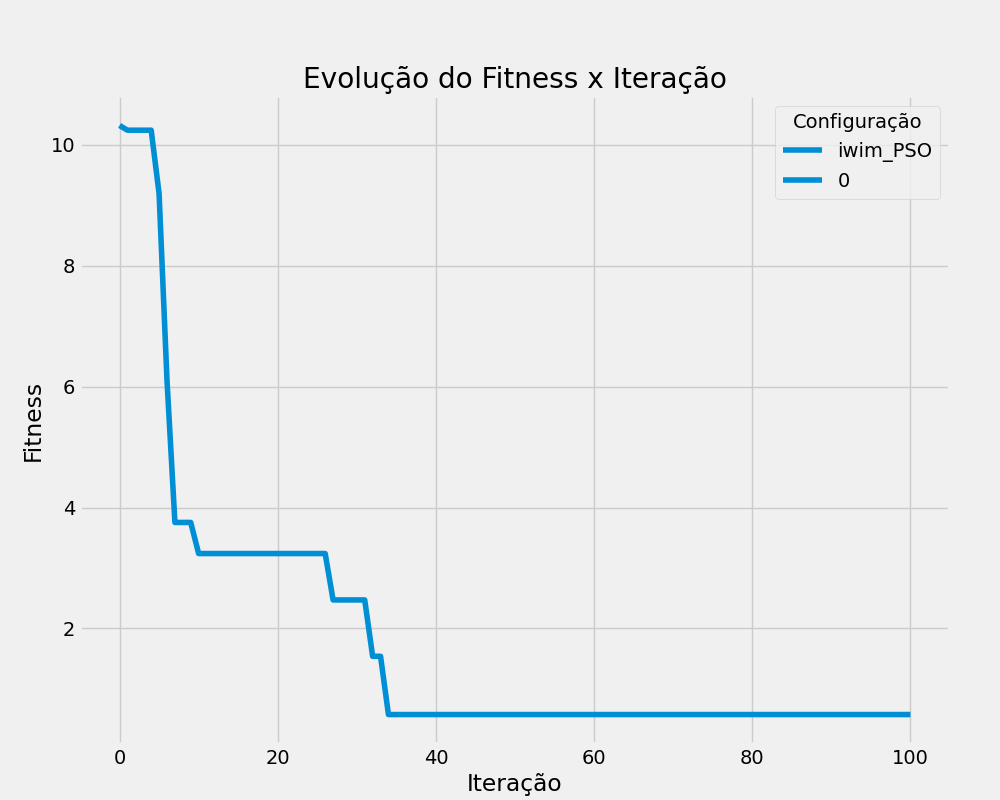 Evolução do Fitness x Iteração
Configuração
iwim_PSO
0
Fitness
10
8
6
4
2
0 20 40 60 80 100
Iteração